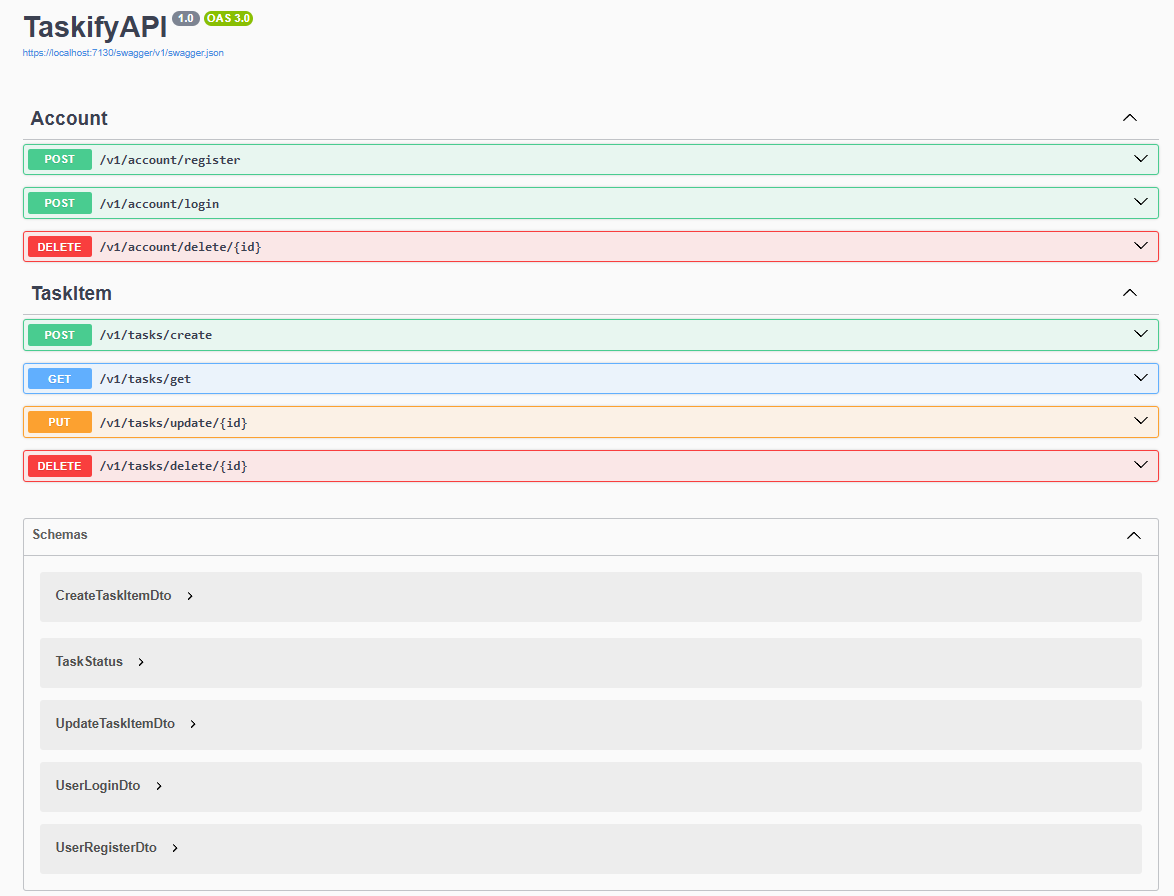 TaskifyAPI 1.0 OAS 3.0
https://localhost:7130/swagger/v1/swagger.json
Account
POST /v1/account/register
POST /v1/account/login
DELETE /v1/account/delete/{id}
TaskItem
POST /v1/tasks/create
GET /v1/tasks/get
PUT /v1/tasks/update/{id}
DELETE /v1/tasks/delete/{id}
Schemas
CreateTaskItemDto
TaskStatus
UpdateTaskItemDto
UserLoginDto
UserRegisterDto